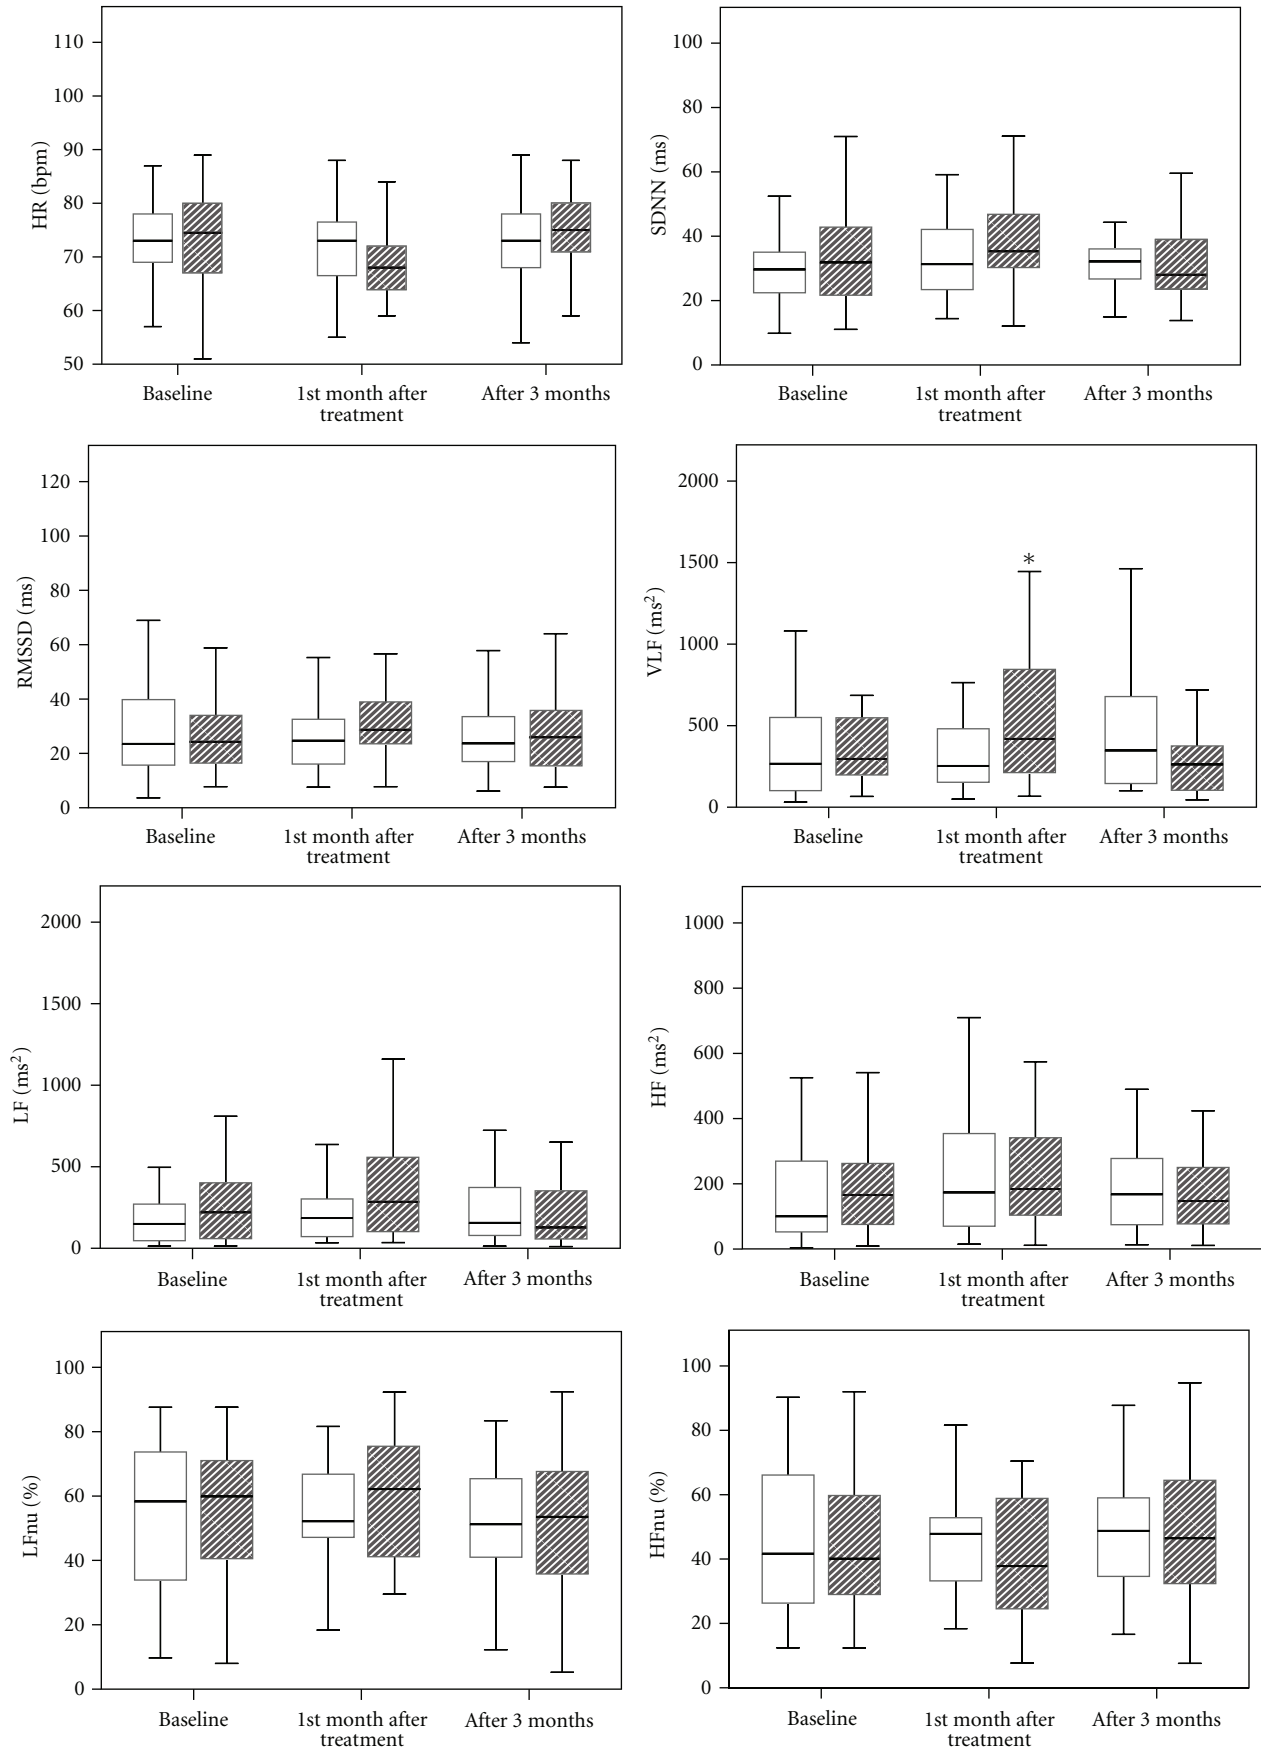 HR (bpm)
110
100
90
80
70
60
50
Baseline
1st month after
treatment
After 3 months
SDNN (ms)
100
80
60
40
20
0
Baseline
1st month after
treatment
After 3 months
RMSSD (ms)
120
100
80
60
40
20
0
Baseline
1st month after
treatment
After 3 months
VLF (ms²)
2000
1500
1000
500
0
*
Baseline
1st month after
treatment
After 3 months
LF (ms²)
2000
1500
1000
500
0
Baseline
1st month after
treatment
After 3 months
HF (ms²)
1000
800
600
400
200
0
Baseline
1st month after
treatment
After 3 months
LFnu (%)
100
80
60
40
20
0
Baseline
1st month after
treatment
After 3 months
HFnu (%)
100
80
60
40
20
0
Baseline
1st month after
treatment
After 3 months